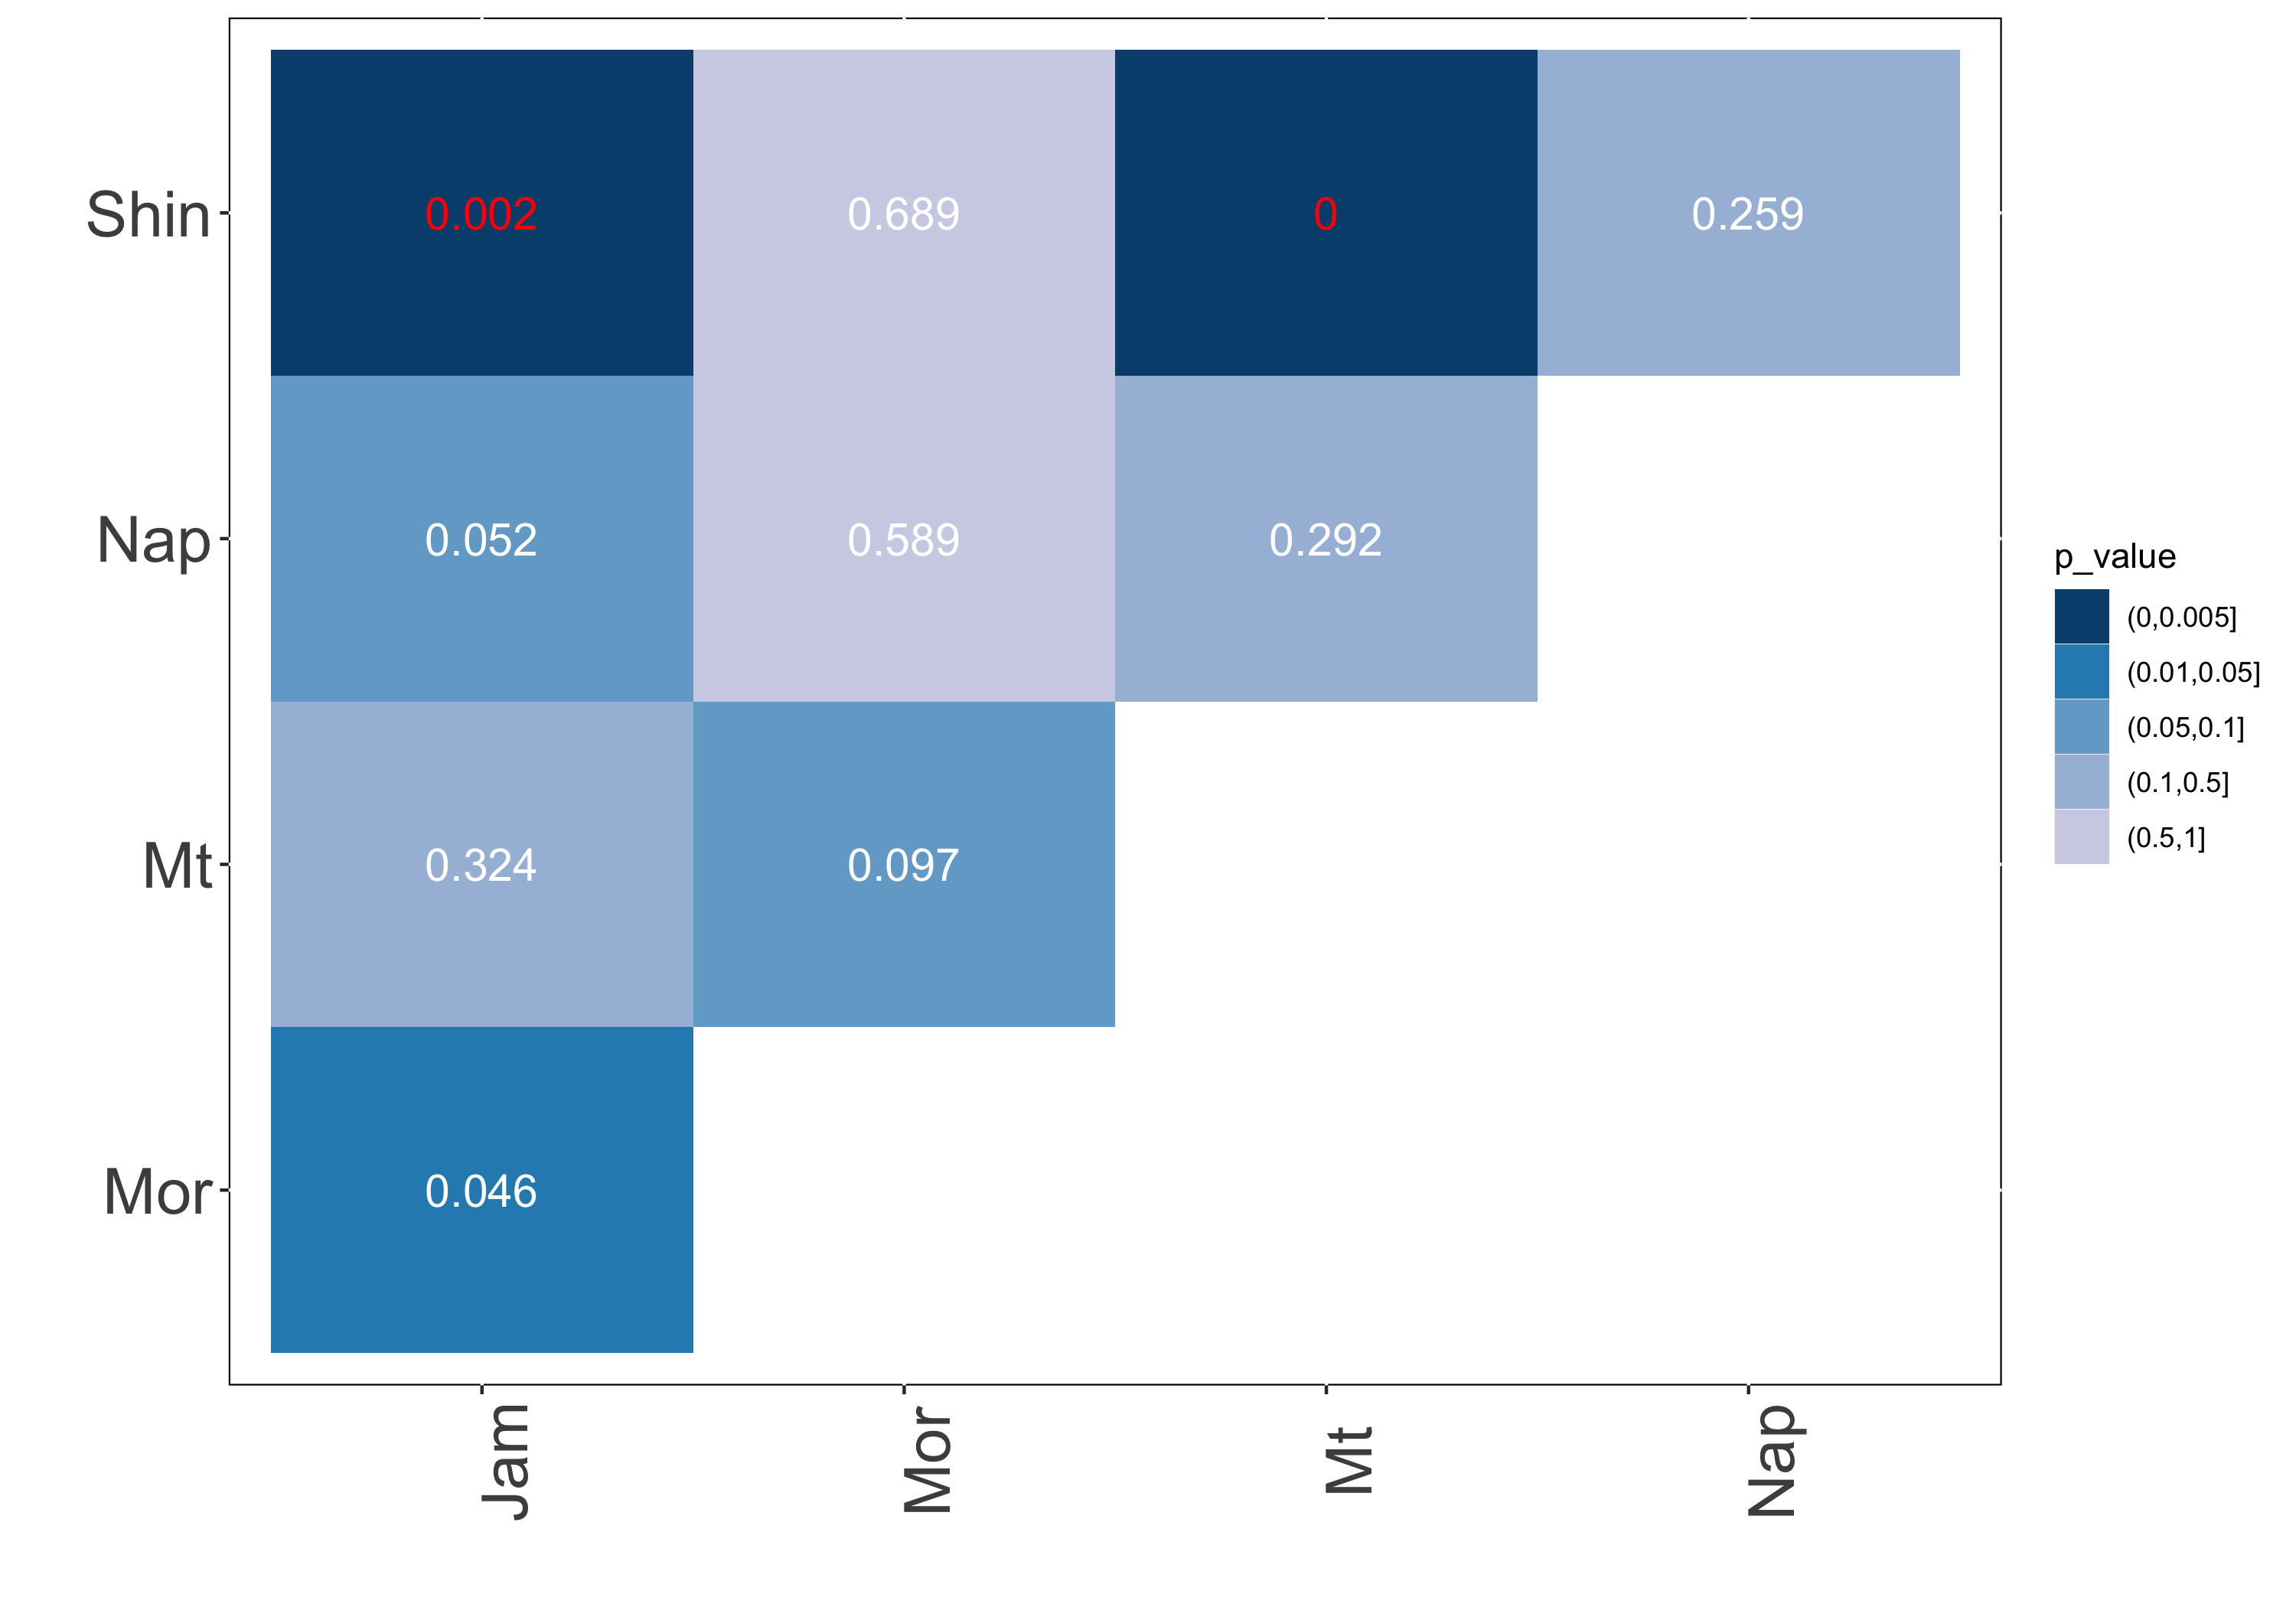 Shin
0.002
0.689
0
0.259
Nap
0.052
0.589
0.292
Mt
0.324
0.097
Mor
0.046
Jam
Mor
Mt
Nap
p_value
(0,0.005]
(0.01,0.05]
(0.05,0.1]
(0.1,0.5]
(0.5,1]